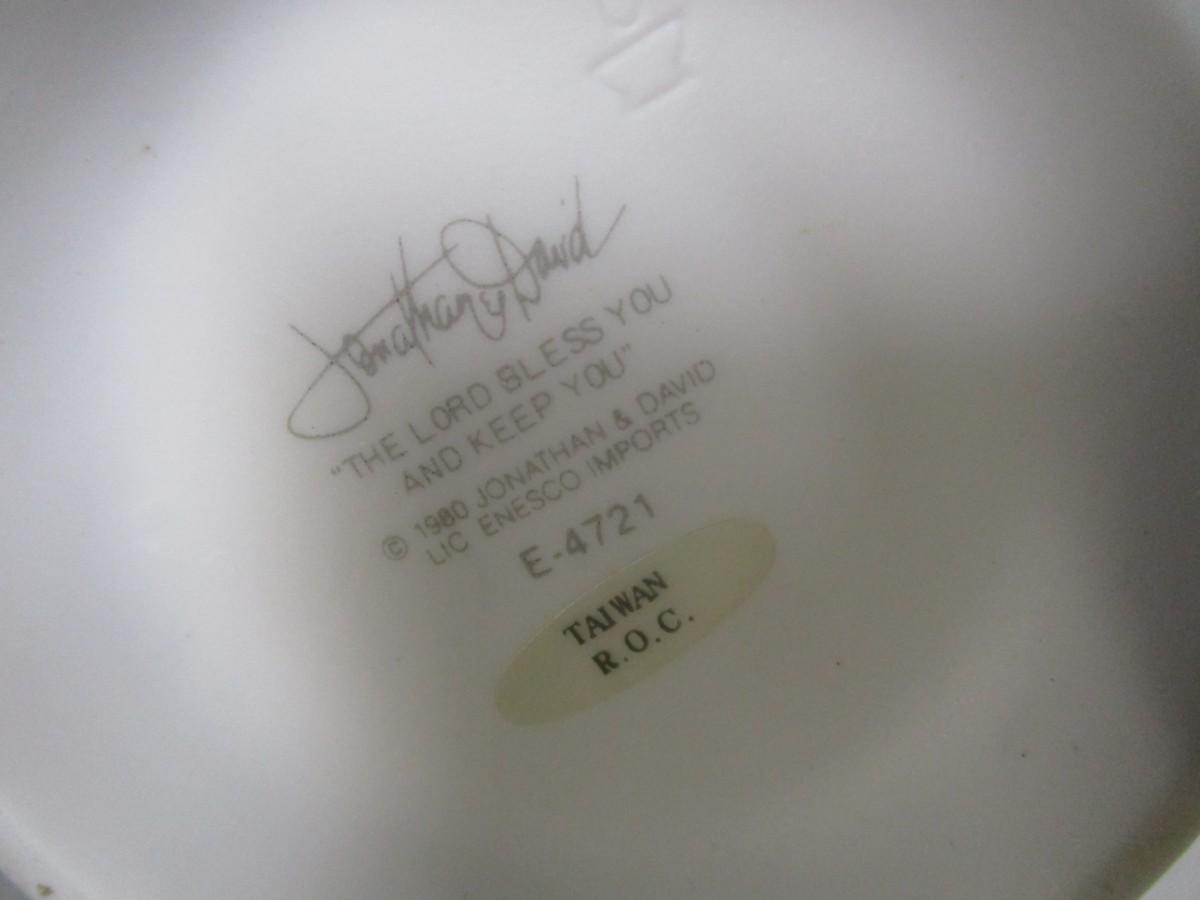 Jonathan & David
"THE LORD BLESS YOU
AND KEEP YOU"
© 1980 JONATHAN & DAVID
LIC ENESCO IMPORTS
E-4721
TAIWAN
R.O.C.